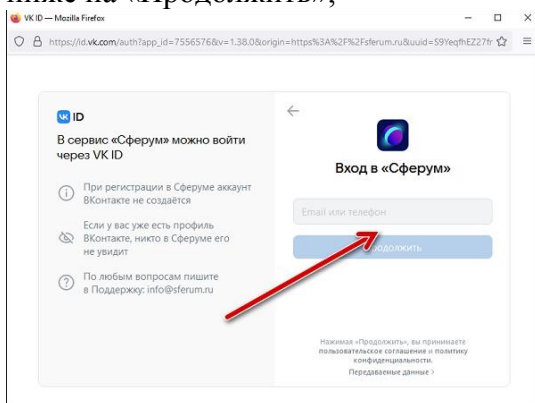 ниже на «Продолжить»;
VK ID — Mozilla Firefox
https://id.vk.com/auth?app_id=7556576&v=1.38.0&origin=https%3A%2F%2Fsferum.ru&uuid=S9YeqfhEZ27fr
ID
В сервис «Сферум» можно войти
через VK ID
При регистрации в Сферуме аккаунт
ВКонтакте не создаётся
Если у вас уже есть профиль
ВКонтакте, никто в Сферуме его
не увидит
По любым вопросам пишите
в Поддержку: info@sferum.ru
Вход в «Сферум»
Email или телефон
Продолжить
Нажимая «Продолжить», вы принимаете
пользовательское соглашение и политику
конфиденциальности.
Передаваемые данные